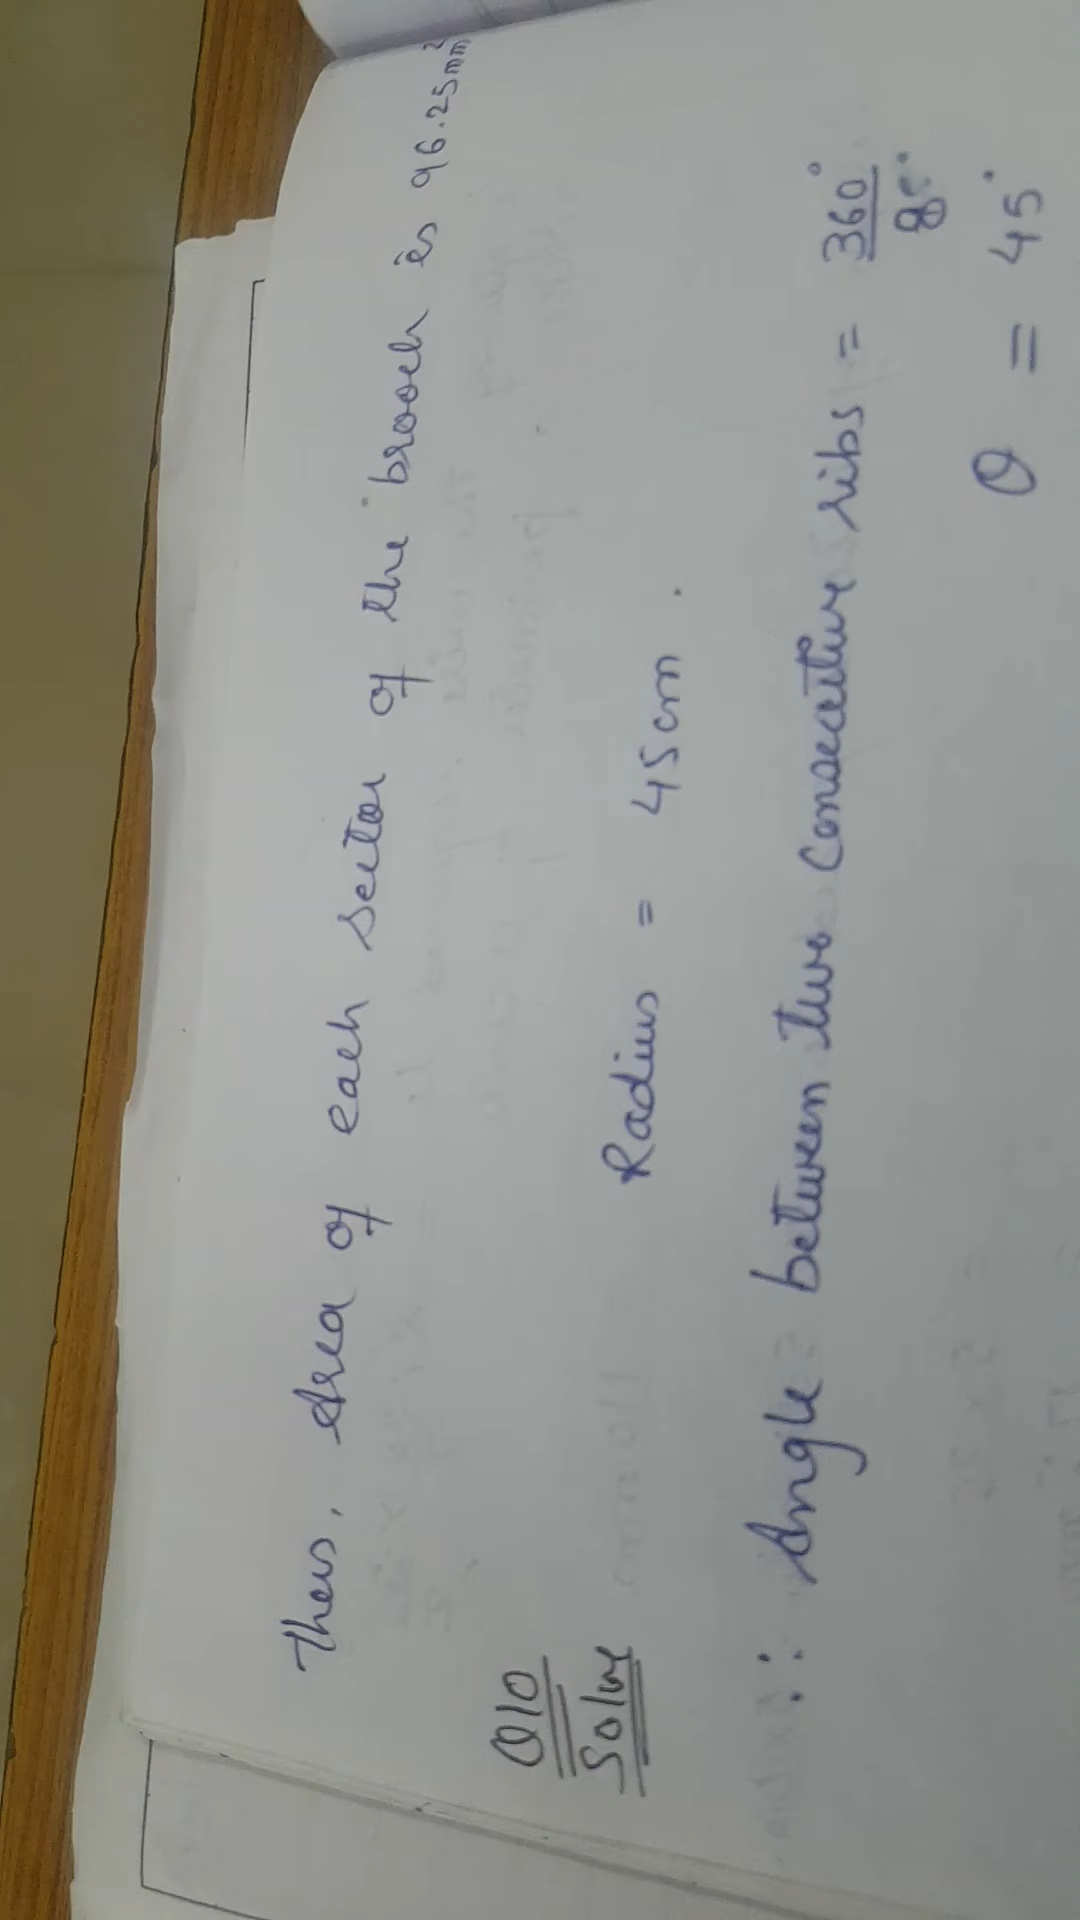 Thus, Area of each sector of the brooch is 96.25mm²
Q10
Soln
Radius = 45cm.
∴ Angle between two consecutive ribs = 360°/8
θ = 45°